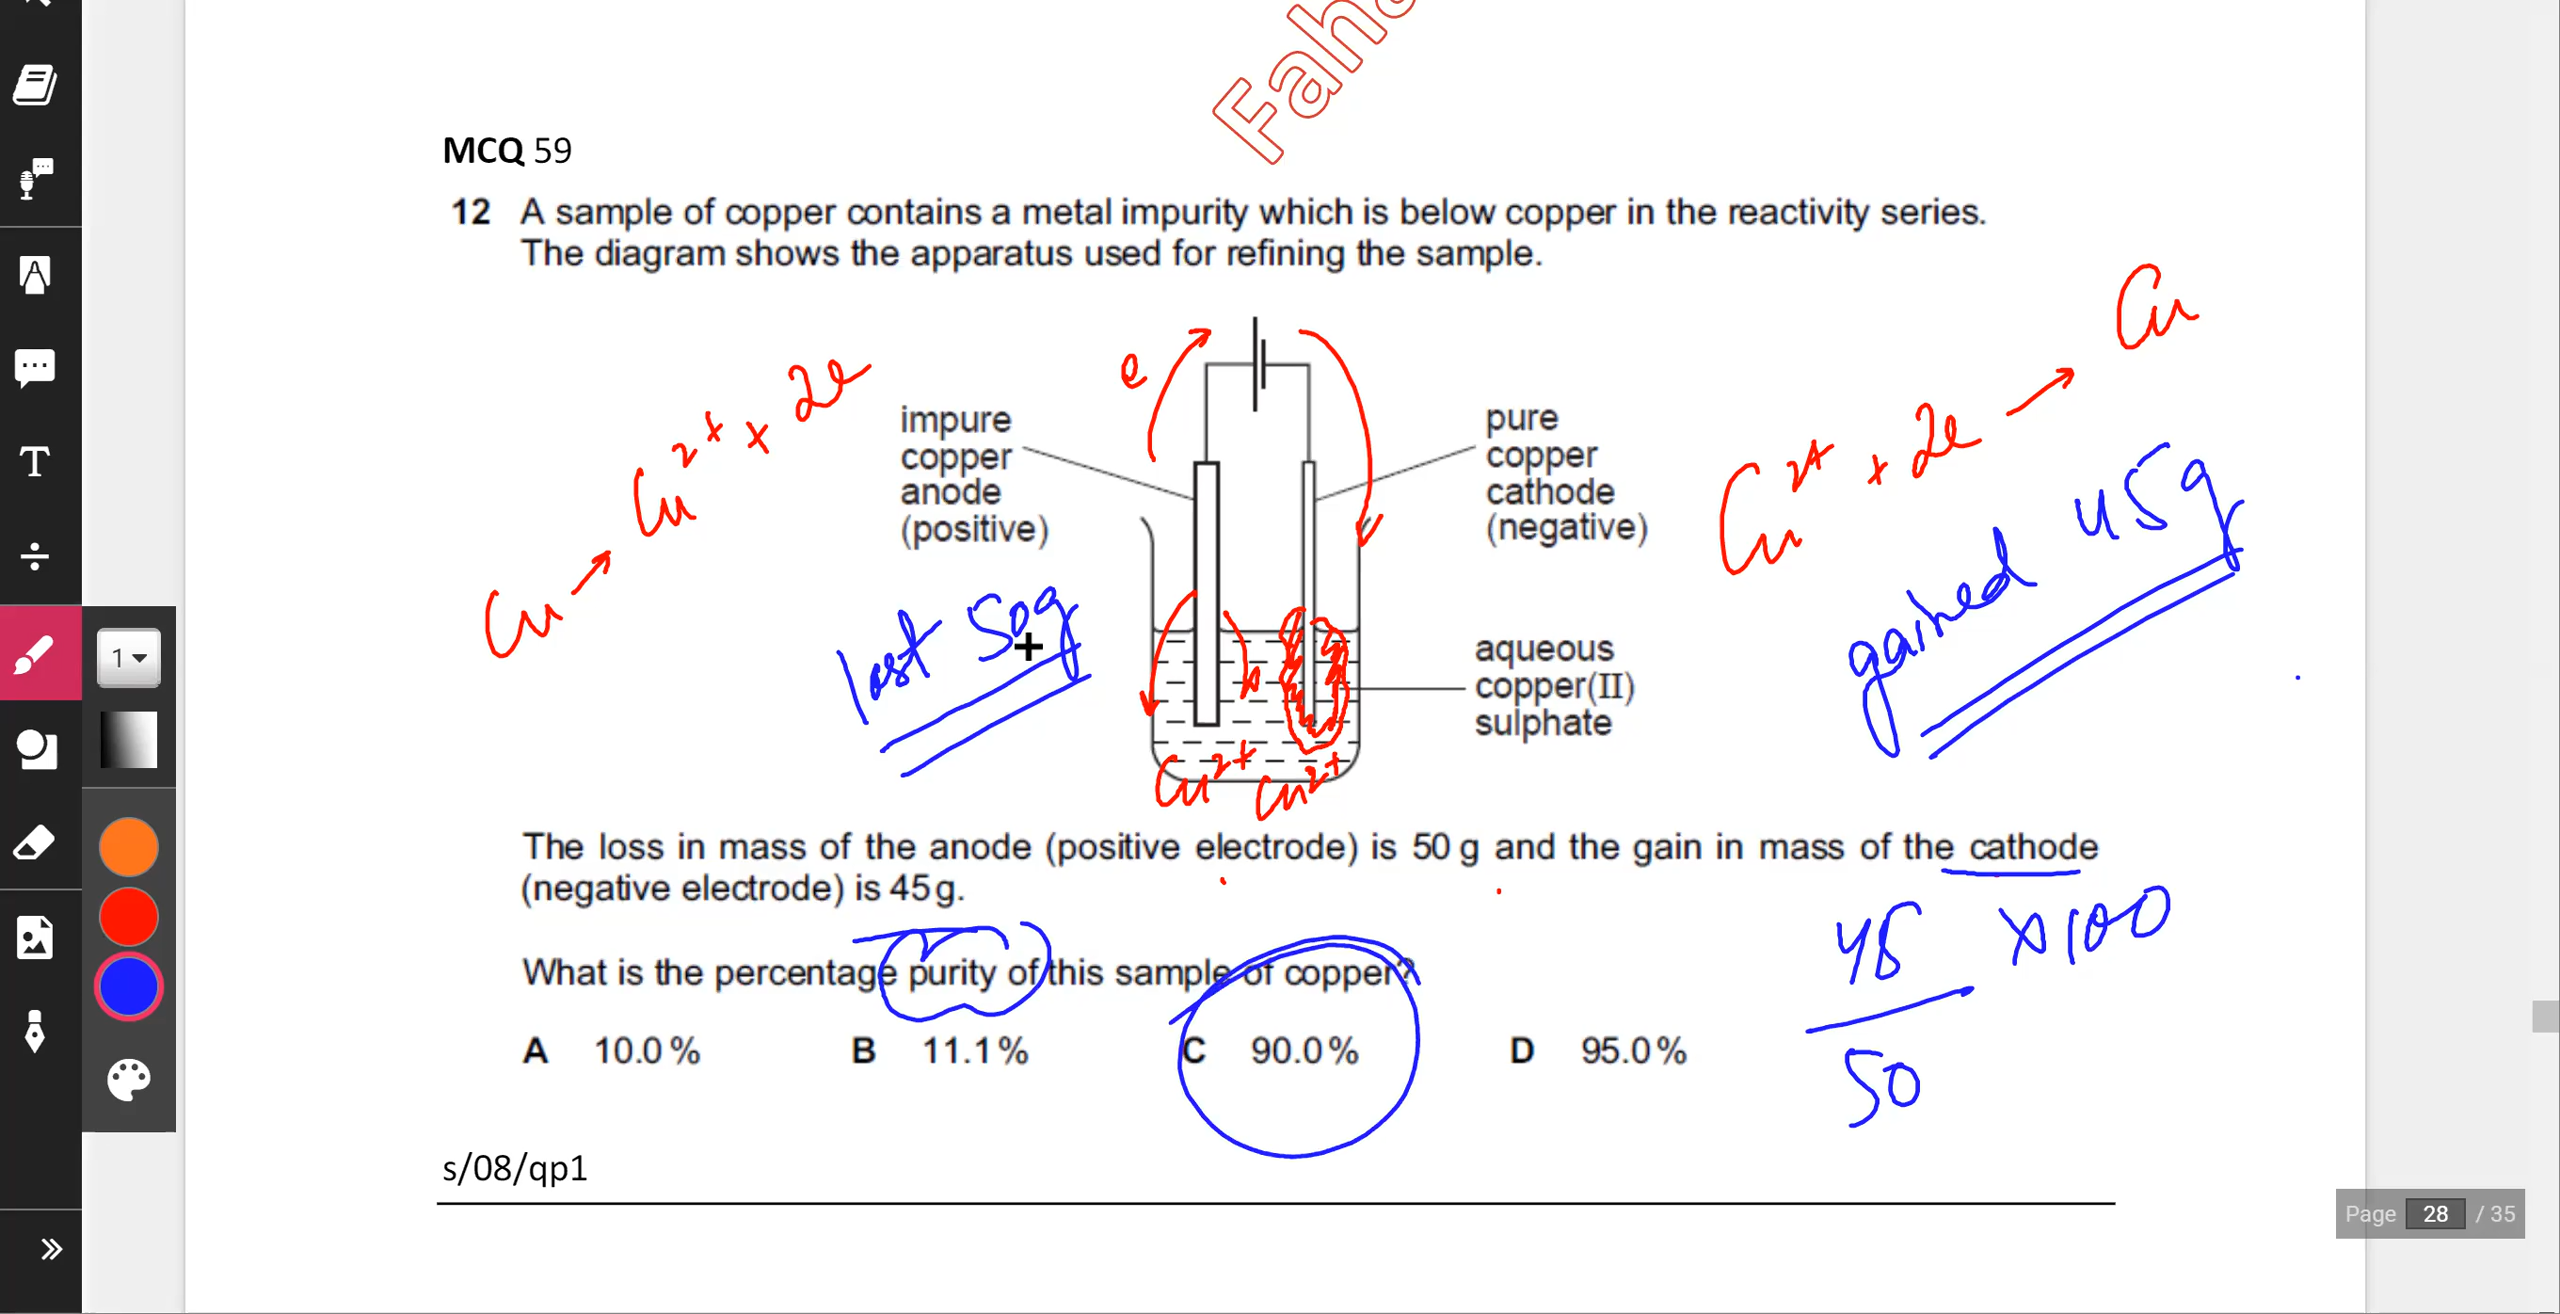 Faha
MCQ 59
12 A sample of copper contains a metal impurity which is below copper in the reactivity series.
The diagram shows the apparatus used for refining the sample.
Cu → Cu²⁺ + 2e
e
Cu²⁺ + 2e → Cu
impure
copper
anode
(positive)
pure
copper
cathode
(negative)
lost 50g
gained 45g
aqueous
copper(II)
sulphate
Cu²⁺ Cu²⁺
The loss in mass of the anode (positive electrode) is 50 g and the gain in mass of the cathode
(negative electrode) is 45 g.
What is the percentage purity of this sample of copper?
45
50
×100
A 10.0 % B 11.1 % C 90.0 % D 95.0 %
s/08/qp1
1
T
Page 28 / 35